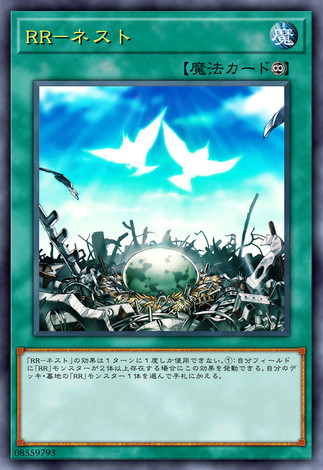 RR－ネスト
魔
【魔法カード】
「RR－ネスト」の効果は１ターンに１度しか使用できない。①：自分フィールド
に「RR」モンスターが２体以上存在する場合にこの効果を発動できる。自分のデ
ッキ・墓地の「RR」モンスター１体を選んで手札に加える。
08559793